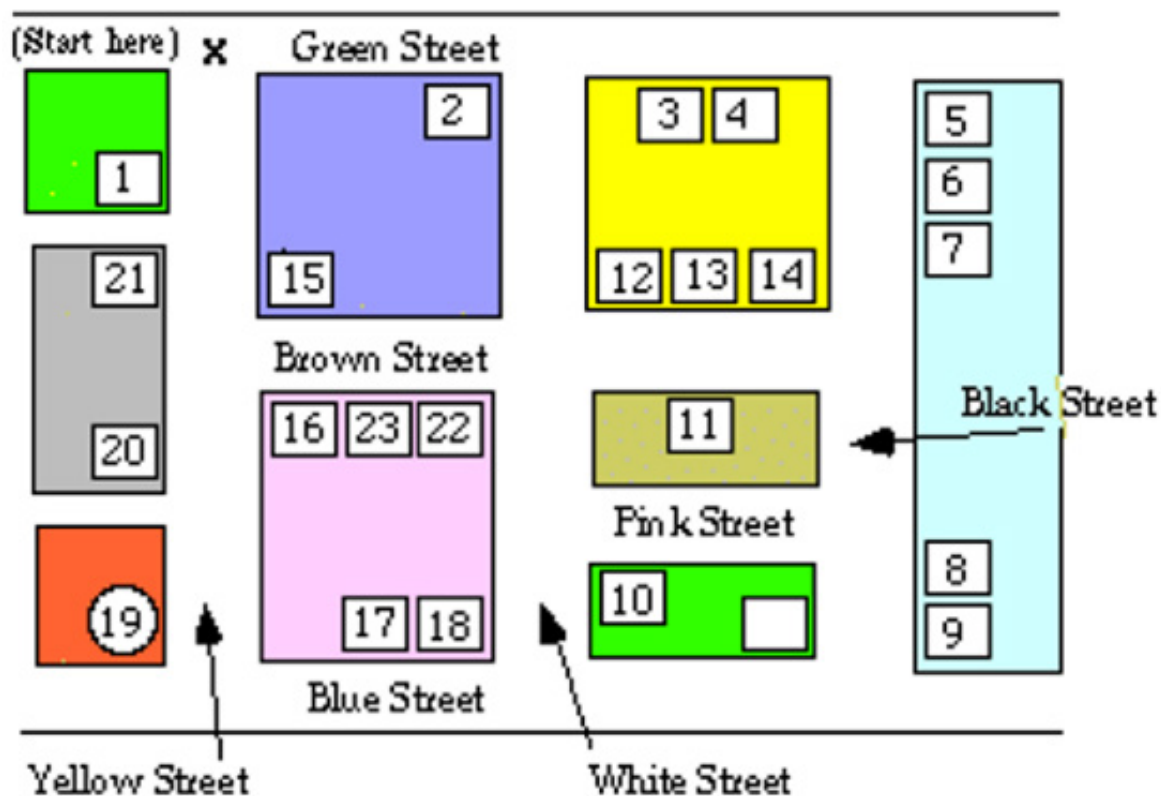 (Start here) x Green Street
2
3 4
5
1
6
7
21
15
12 13 14
Brown Street
Black Street
16 23 22
11
20
Pink Street
8
10
19
17 18
9
Blue Street
Yellow Street
White Street